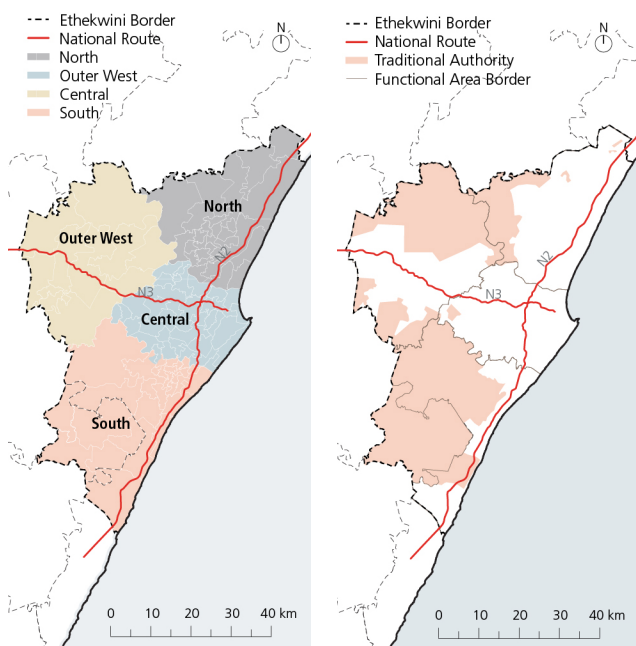 Ethekwini Border
National Route
North
Outer West
Central
South
N
North
Outer West
N2
N3
Central
South
0 10 20 30 40 km
Ethekwini Border
National Route
Traditional Authority
Functional Area Border
N
N2
N3
0 10 20 30 40 km